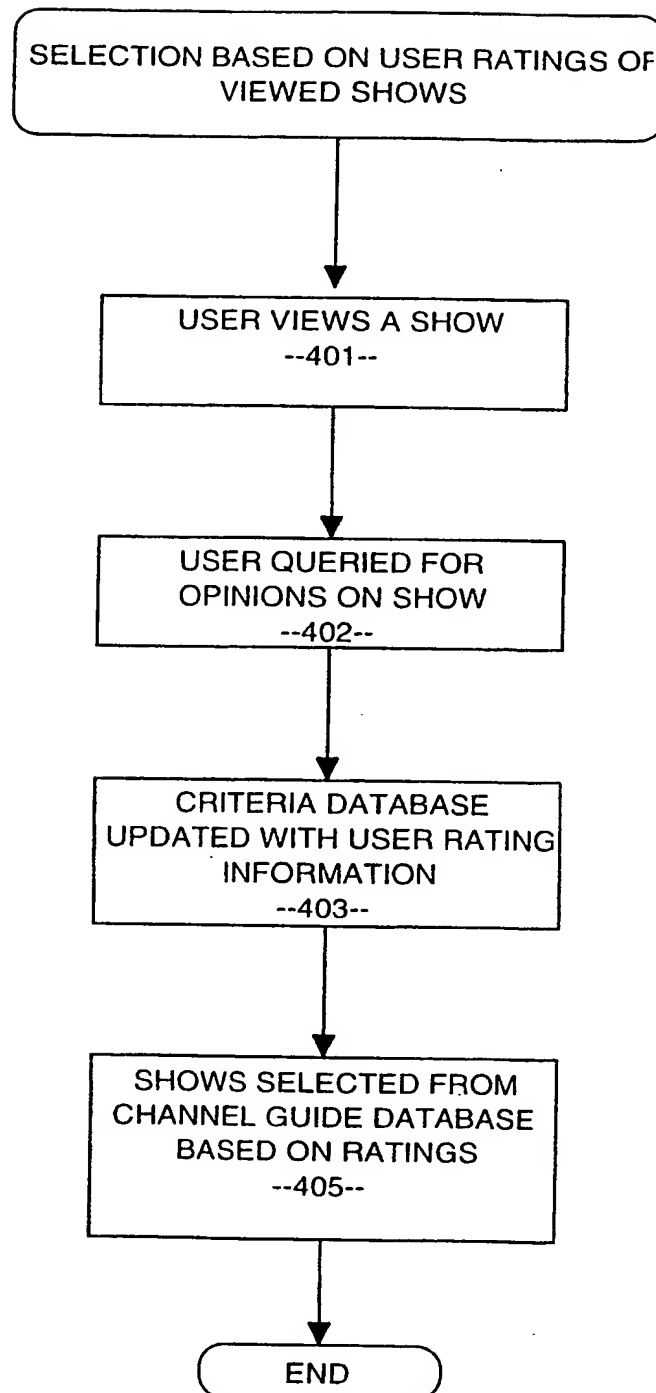 SELECTION BASED ON USER RATINGS OF
VIEWED SHOWS
USER VIEWS A SHOW
--401--
USER QUERIED FOR
OPINIONS ON SHOW
--402--
CRITERIA DATABASE
UPDATED WITH USER RATING
INFORMATION
--403--
SHOWS SELECTED FROM
CHANNEL GUIDE DATABASE
BASED ON RATINGS
--405--
END